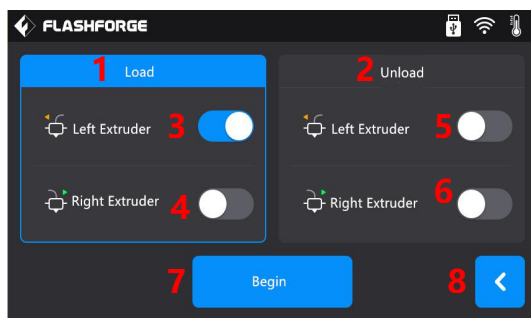 FLASHFORGE
1 Load
2 Unload
Left Extruder 3
Left Extruder 5
Right Extruder 4
Right Extruder 6
7 Begin
8